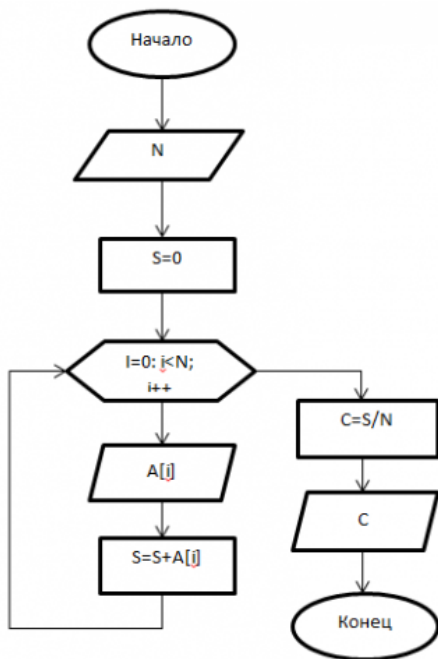 Начало
N
S=0
I=0: i<N;
i++
A[i]
S=S+A[i]
C=S/N
C
Конец